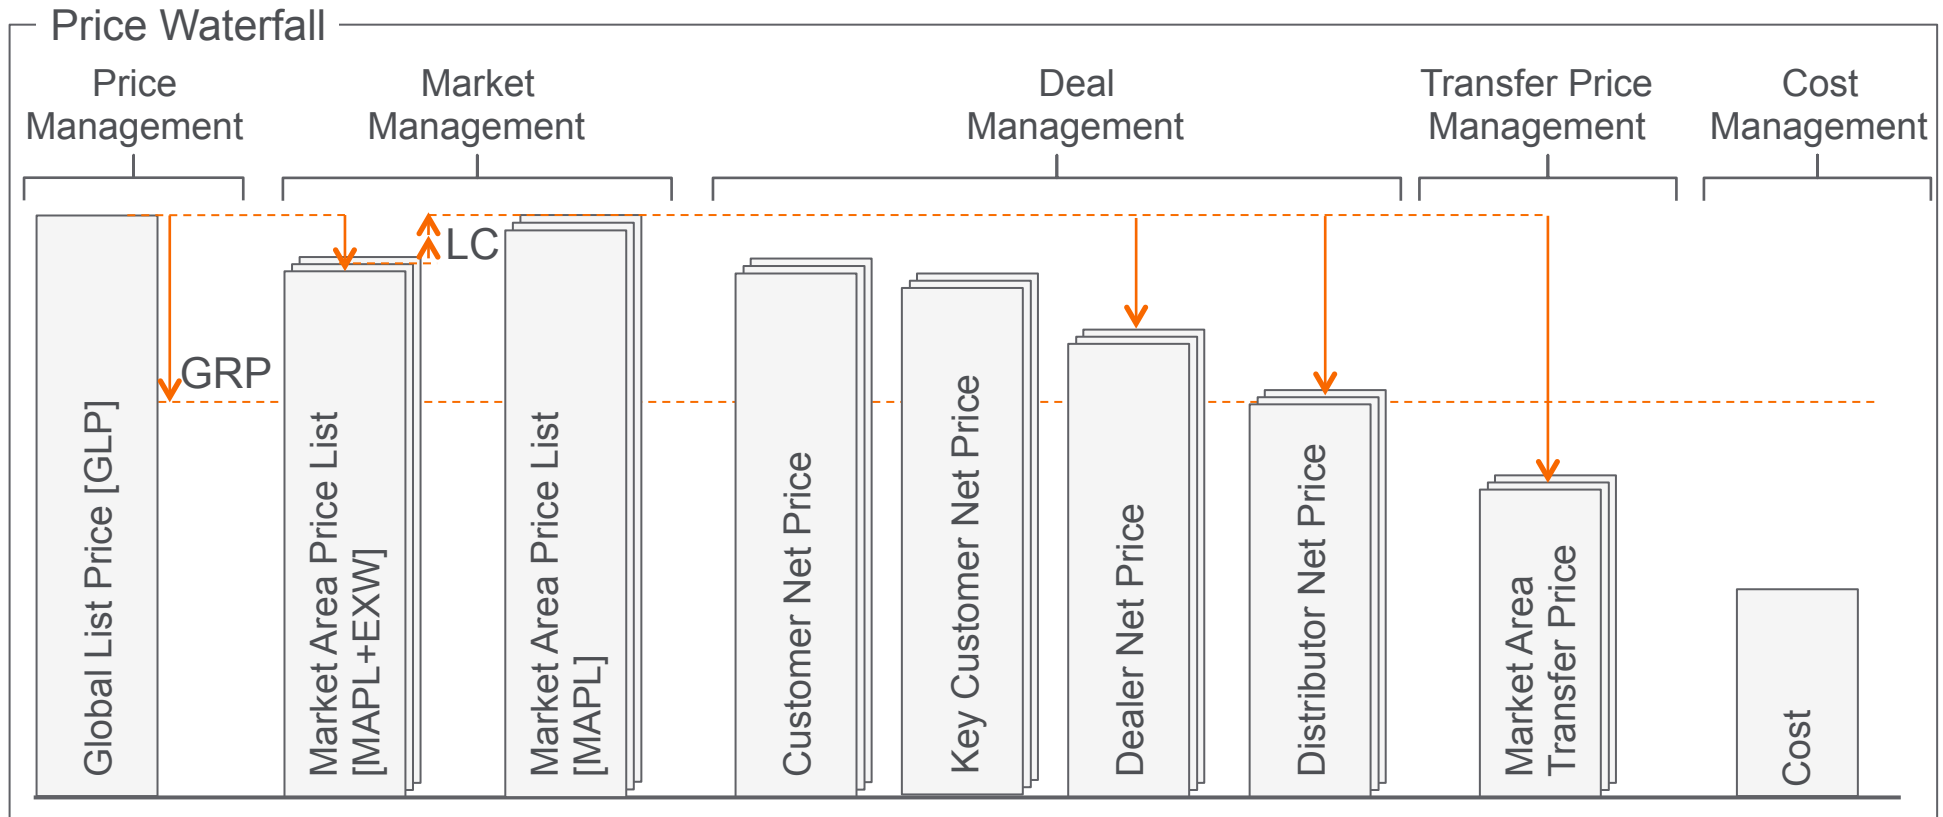 Price Waterfall
Price
Management
Market
Management
Deal
Management
Transfer Price
Management
Cost
Management
LC
GRP
Global List Price [GLP]
Market Area Price List
[MAPL+EXW]
Market Area Price List
[MAPL]
Customer Net Price
Key Customer Net Price
Dealer Net Price
Distributor Net Price
Market Area
Transfer Price
Cost